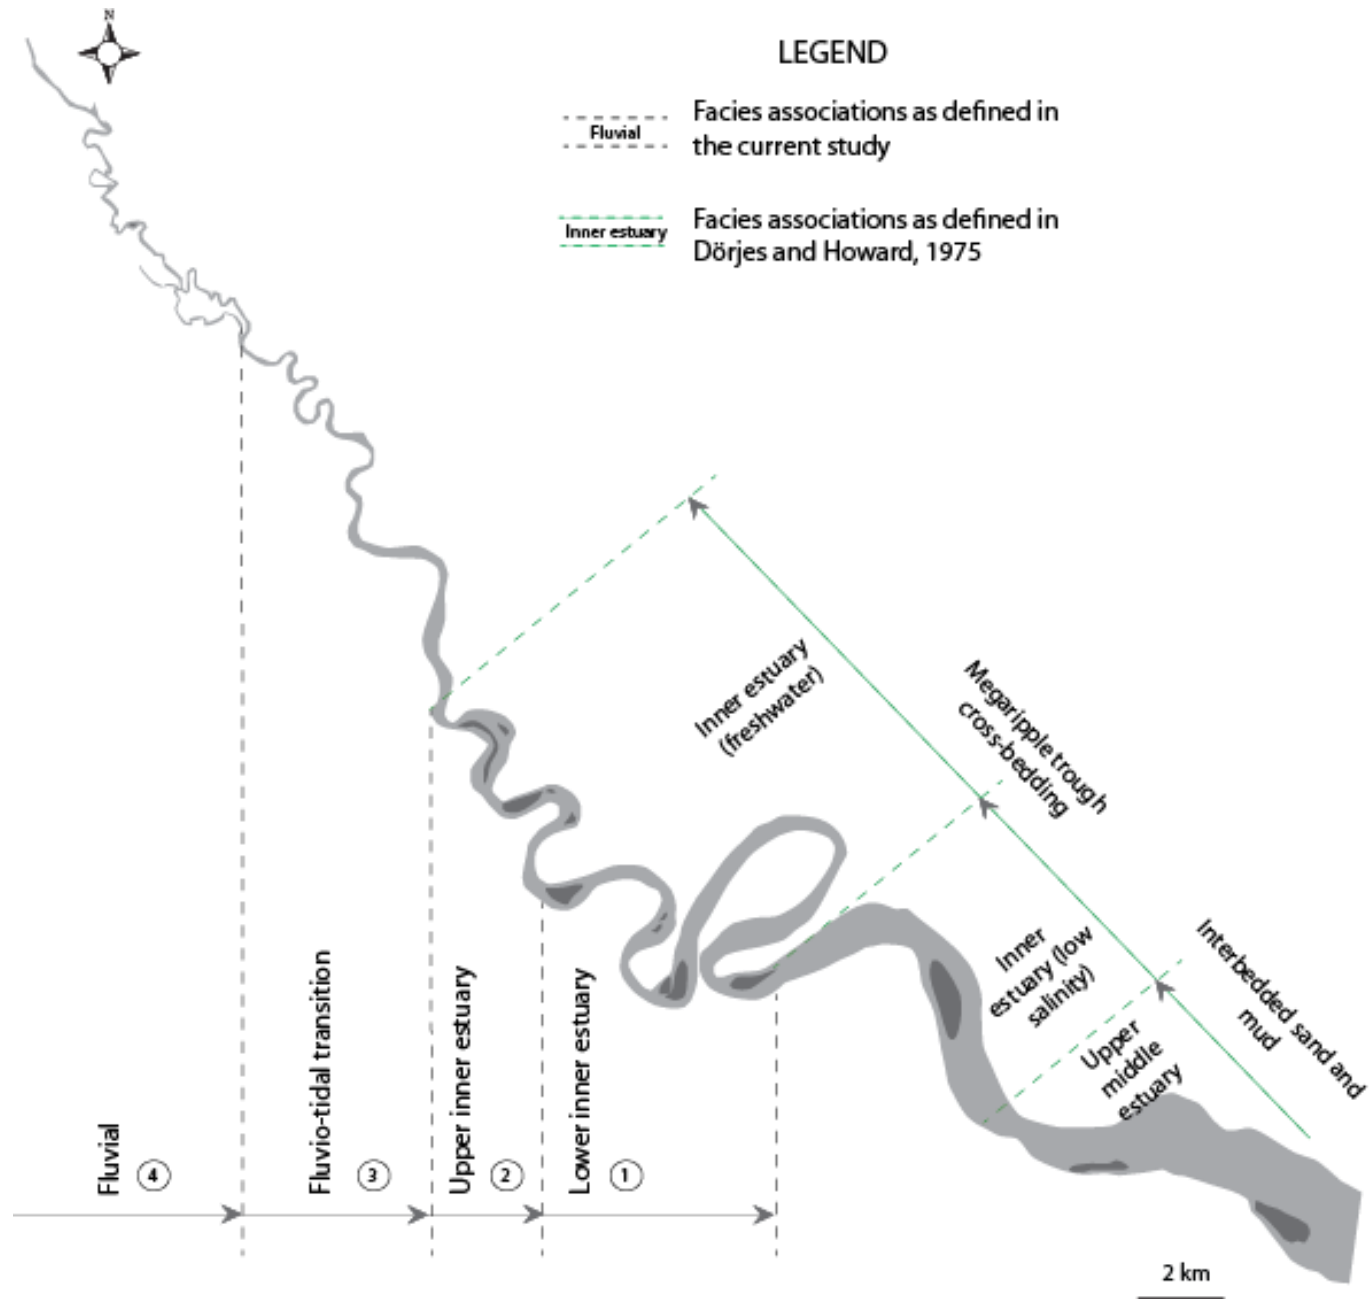 N
LEGEND
Fluvial
Facies associations as defined in
the current study
Inner estuary
Facies associations as defined in
Dörjes and Howard, 1975
Inner estuary
(freshwater)
Megaripple trough
cross-bedding
Inner
estuary (low
salinity)
Interbedded sand and
mud
Upper
middle
estuary
Fluvial
4
Fluvio-tidal transition
3
Upper inner estuary
2
Lower inner estuary
1
2 km